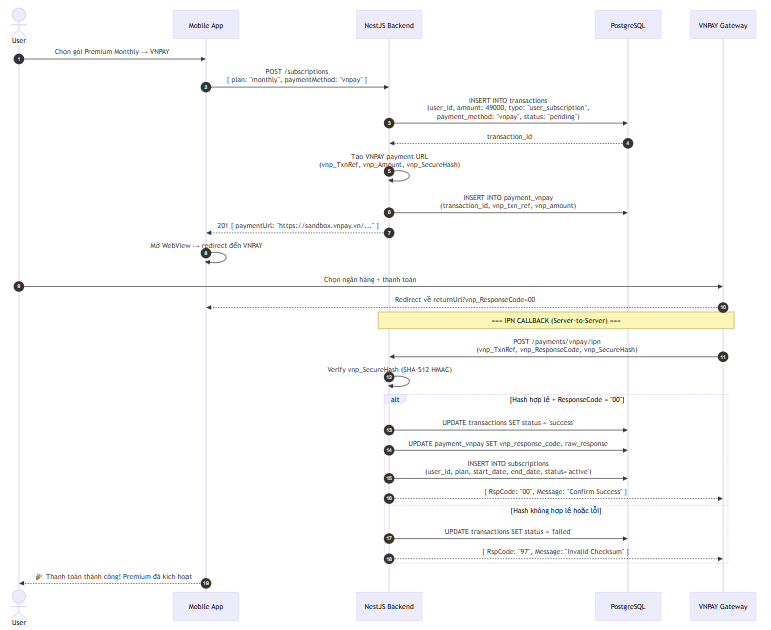 User
Mobile App
NestJS Backend
PostgreSQL
VNPAY Gateway
1
Chọn gói Premium Monthly → VNPAY
2
POST /subscriptions
{ plan: "monthly", paymentMethod: "vnpay" }
3
INSERT INTO transactions
(user_id, amount: 49000, type: "user_subscription",
payment_method: "vnpay", status: "pending")
4
transaction_id
5
Tạo VNPAY payment URL
(vnp_TxnRef, vnp_Amount, vnp_SecureHash)
6
INSERT INTO payment_vnpay
(transaction_id, vnp_txn_ref, vnp_amount)
7
201 { paymentUrl: "https://sandbox.vnpay.vn/..." }
8
Mở WebView → redirect đến VNPAY
9
Chọn ngân hàng + thanh toán
10
Redirect về returnUrl?vnp_ResponseCode=00
=== IPN CALLBACK (Server-to-Server) ===
11
POST /payments/vnpay/ipn
(vnp_TxnRef, vnp_ResponseCode, vnp_SecureHash)
12
Verify vnp_SecureHash (SHA-512 HMAC)
alt
[Hash hợp lệ + ResponseCode = "00"]
13
UPDATE transactions SET status = 'success'
14
UPDATE payment_vnpay SET vnp_response_code, raw_response
15
INSERT INTO subscriptions
(user_id, plan, start_date, end_date, status='active')
16
{ RspCode: "00", Message: "Confirm Success" }
[Hash không hợp lệ hoặc lỗi]
17
UPDATE transactions SET status = 'failed'
18
{ RspCode: "97", Message: "Invalid Checksum" }
19
🎉 Thanh toán thành công! Premium đã kích hoạt
User
Mobile App
NestJS Backend
PostgreSQL
VNPAY Gateway